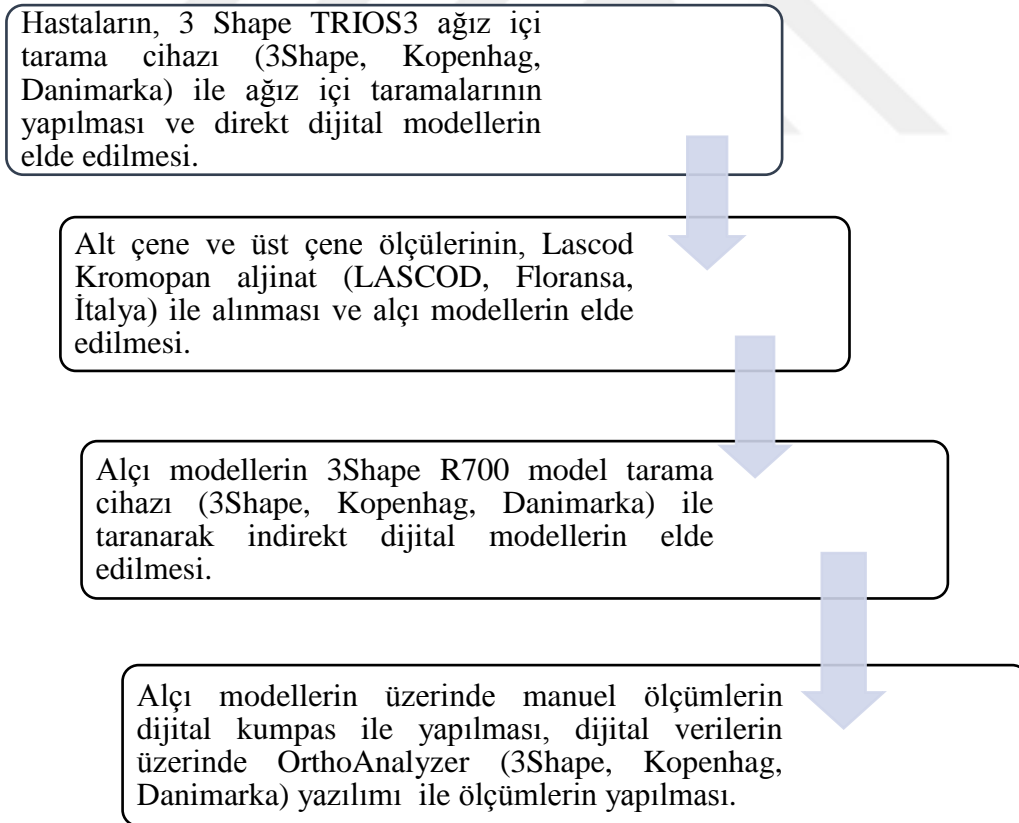 Hastaların, 3 Shape TRIOS3 ağız içi
tarama cihazı (3Shape, Kopenhag,
Danimarka) ile ağız içi taramalarının
yapılması ve direkt dijital modellerin
elde edilmesi.
Alt çene ve üst çene ölçülerinin, Lascod
Kromopan aljinat (LASCOD, Floransa,
İtalya) ile alınması ve alçı modellerin elde
edilmesi.
Alçı modellerin 3Shape R700 model tarama
cihazı (3Shape, Kopenhag, Danimarka) ile
taranarak indirekt dijital modellerin elde
edilmesi.
Alçı modellerin üzerinde manuel ölçümlerin
dijital kumpas ile yapılması, dijital verilerin
üzerinde OrthoAnalyzer (3Shape, Kopenhag,
Danimarka) yazılımı ile ölçümlerin yapılması.